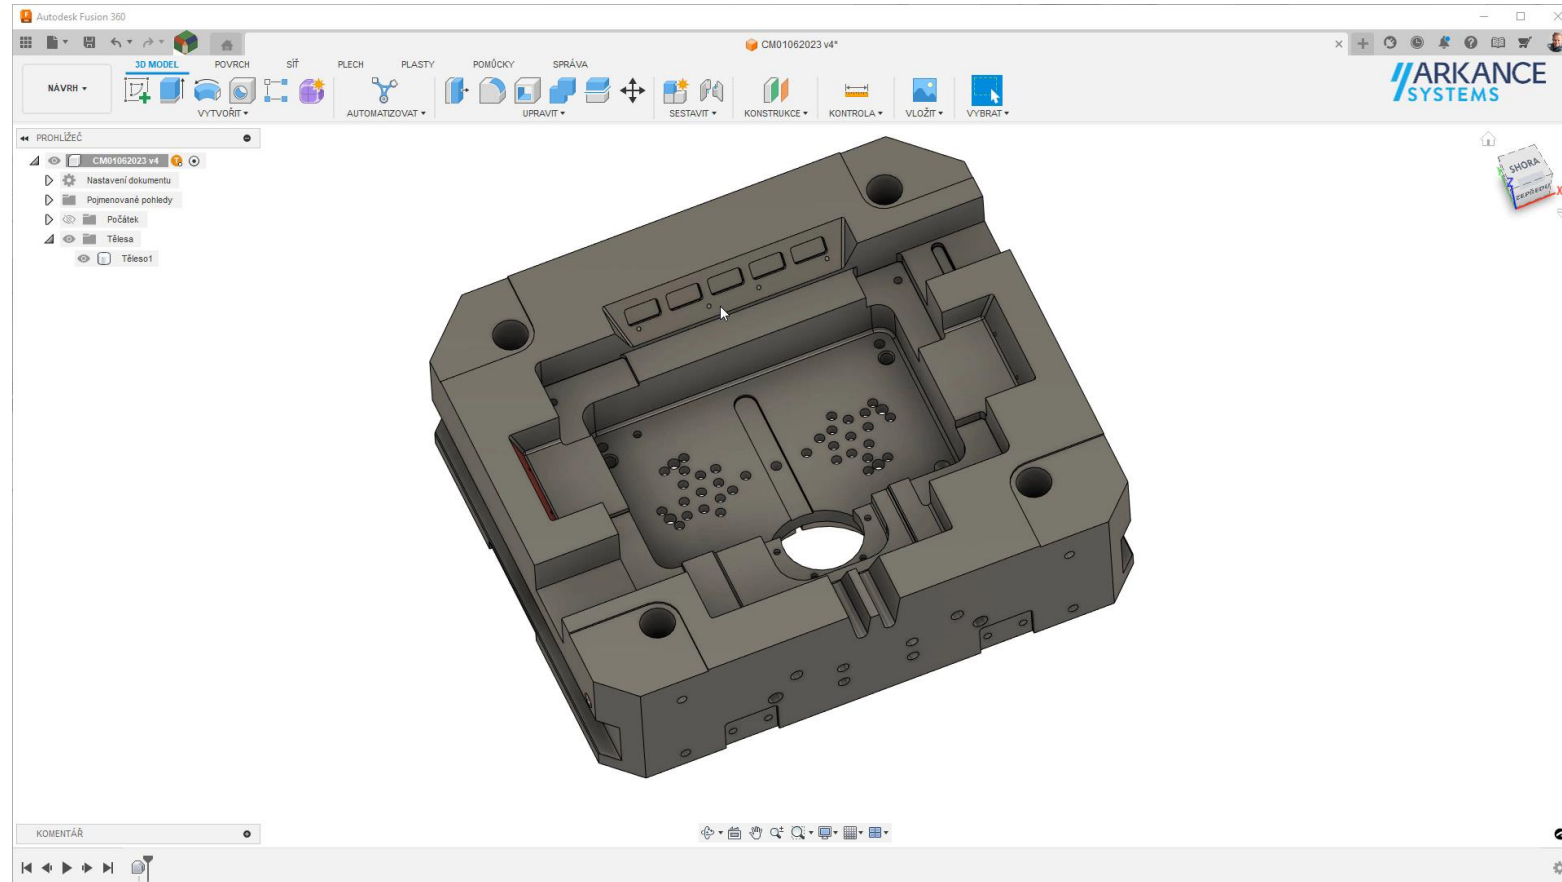 Autodesk Fusion 360
CM01062023 v4*
3D MODEL POVRCH SÍŤ PLECH PLASTY POMŮCKY SPRÁVA
NÁVRH
VYTVOŘIT AUTOMATIZOVAT UPRAVIT SESTAVIT KONSTRUKCE KONTROLA VLOŽIT VYBRAT
ARKANCE
SYSTEMS
PROHLÍŽEČ
CM01062023 v4
Nastavení dokumentu
Pojmenované pohledy
Počátek
Tělesa
Těleso1
SHORA
ZEPŘEDU
Z
X
KOMENTÁŘ